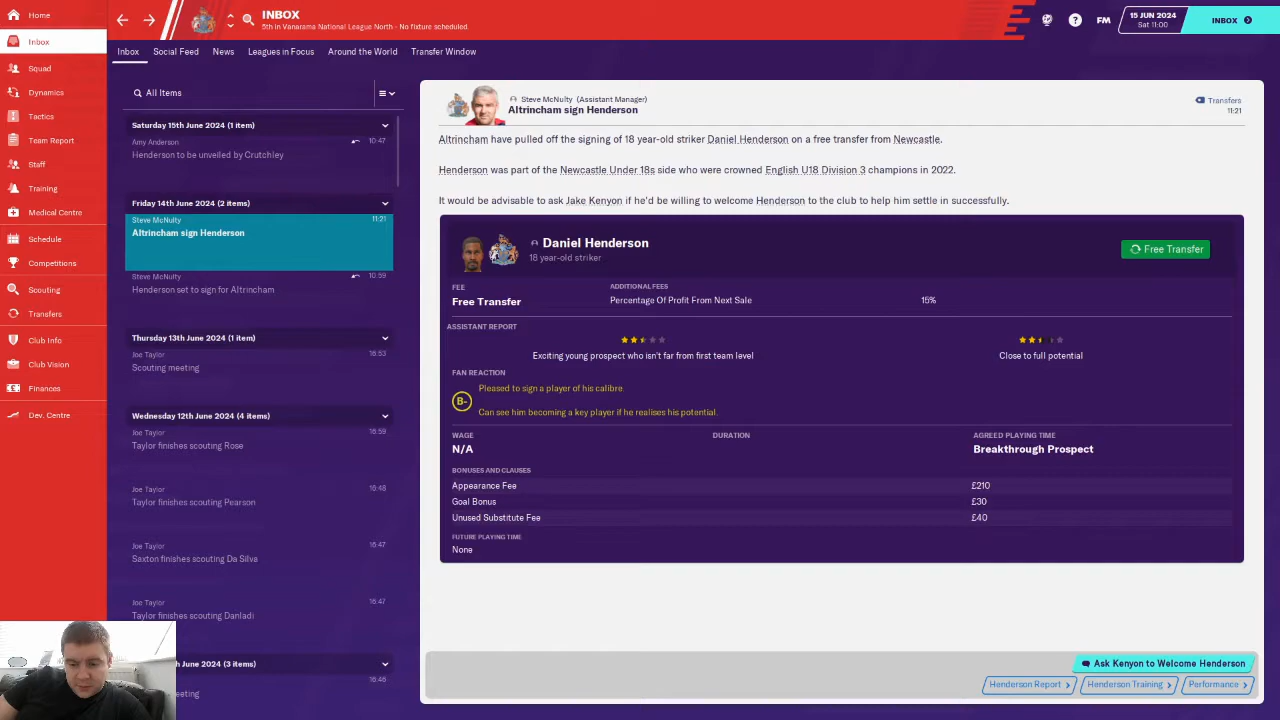 Home
Inbox
Squad
Dynamics
Tactics
Team Report
Staff
Training
Medical Centre
Schedule
Competitions
Scouting
Transfers
Club Info
Club Vision
Finances
Dev. Centre
INBOX
5th in Vanarama National League North - No fixture scheduled.
?
FM
15 JUN 2024
Sat 11:00
INBOX
Inbox
Social Feed
News
Leagues in Focus
Around the World
Transfer Window
All Items
Saturday 15th June 2024 (1 item)
Amy Anderson
10:47
Henderson to be unveiled by Crutchley
Friday 14th June 2024 (2 items)
Steve McNulty
11:21
Altrincham sign Henderson
Steve McNulty
10:59
Henderson set to sign for Altrincham
Thursday 13th June 2024 (1 item)
Joe Taylor
16:53
Scouting meeting
Wednesday 12th June 2024 (4 items)
Joe Taylor
16:59
Taylor finishes scouting Rose
Joe Taylor
16:48
Taylor finishes scouting Pearson
Joe Taylor
16:47
Saxton finishes scouting Da Silva
Joe Taylor
16:47
Taylor finishes scouting Danladi
h June 2024 (3 items)
16:46
neeting
Steve McNulty (Assistant Manager)
Altrincham sign Henderson
Transfers
11:21
Altrincham have pulled off the signing of 18 year-old striker Daniel Henderson on a free transfer from Newcastle.
Henderson was part of the Newcastle Under 18s side who were crowned English U18 Division 3 champions in 2022.
It would be advisable to ask Jake Kenyon if he'd be willing to welcome Henderson to the club to help him settle in successfully.
Daniel Henderson
18 year-old striker
Free Transfer
FEE
Free Transfer
ADDITIONAL FEES
Percentage Of Profit From Next Sale
15%
ASSISTANT REPORT
Exciting young prospect who isn't far from first team level
Close to full potential
FAN REACTION
B-
Pleased to sign a player of his calibre.
Can see him becoming a key player if he realises his potential.
WAGE
N/A
DURATION
AGREED PLAYING TIME
Breakthrough Prospect
BONUSES AND CLAUSES
Appearance Fee
£210
Goal Bonus
£30
Unused Substitute Fee
£40
FUTURE PLAYING TIME
None
Ask Kenyon to Welcome Henderson
Henderson Report
Henderson Training
Performance